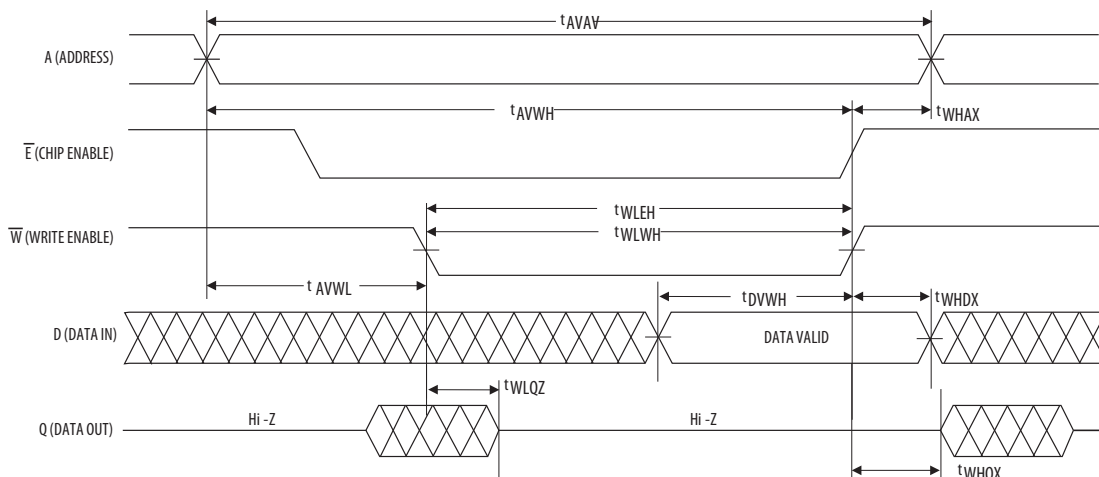 tAVAV
A (ADDRESS)
tAVWH
tWHAX
E̅ (CHIP ENABLE)
tWLEH
W̅ (WRITE ENABLE)
tWLWH
tAVWL
tDVWH
tWHDX
D (DATA IN)
DATA VALID
tWLQZ
Q (DATA OUT)
Hi -Z
Hi -Z
tWHQX